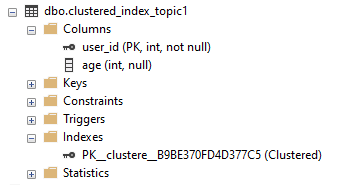 dbo.clustered_index_topic1
Columns
user_id (PK, int, not null)
age (int, null)
Keys
Constraints
Triggers
Indexes
PK__clustere__B9BE370FD4D377C5 (Clustered)
Statistics